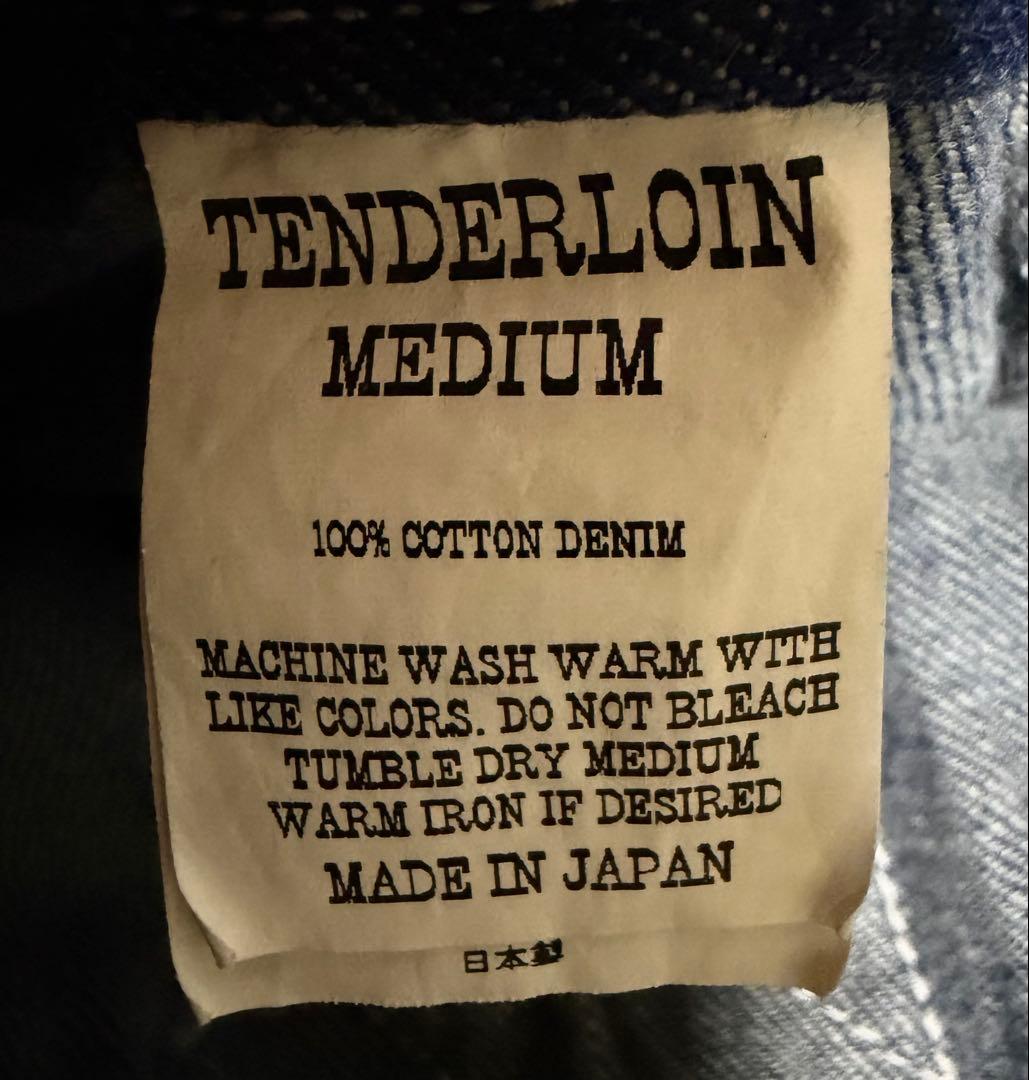 TENDERLOIN
MEDIUM
100% COTTON DENIM
MACHINE WASH WARM WITH
LIKE COLORS. DO NOT BLEACH
TUMBLE DRY MEDIUM
WARM IRON IF DESIRED
MADE IN JAPAN
日本製